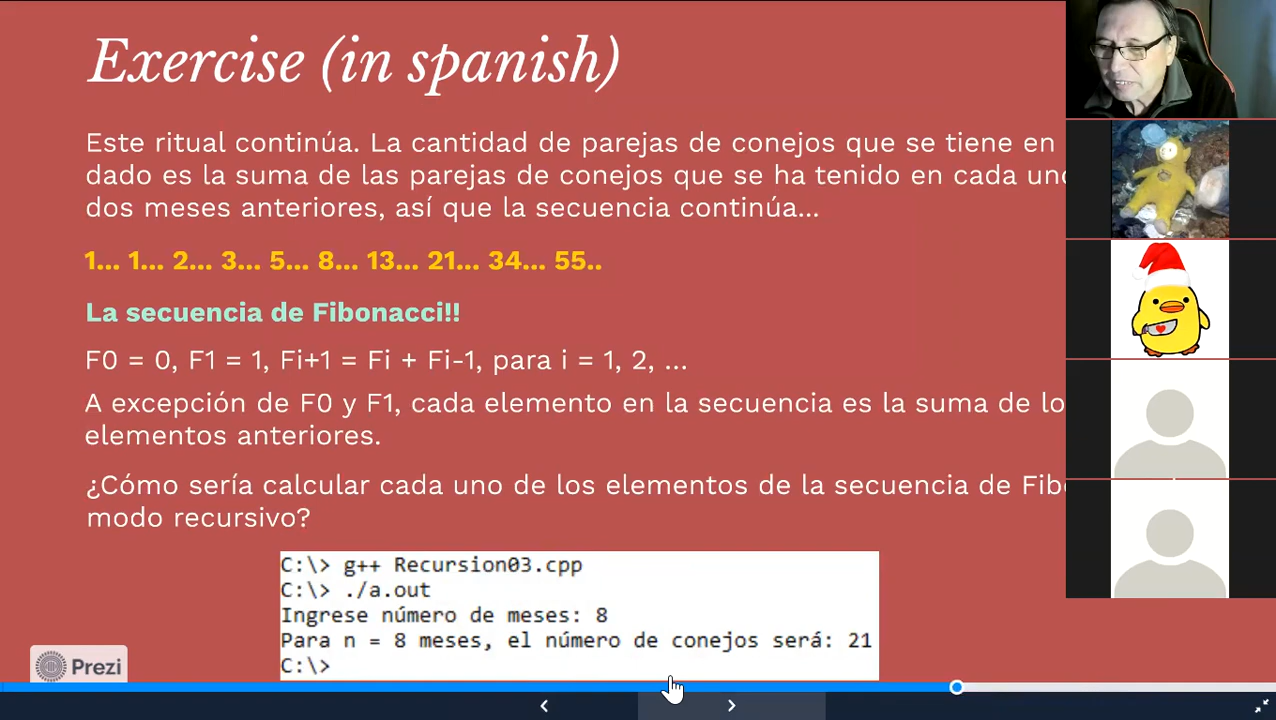 Exercise (in spanish)
Este ritual continúa. La cantidad de parejas de conejos que se tiene en
dado es la suma de las parejas de conejos que se ha tenido en cada
dos meses anteriores, así que la secuencia continúa...
1... 1... 2... 3... 5... 8... 13... 21... 34... 55..
La secuencia de Fibonacci!!
F0 = 0, F1 = 1, Fi+1 = Fi + Fi-1, para i = 1, 2, ...
A excepción de F0 y F1, cada elemento en la secuencia es la suma de
elementos anteriores.
¿Cómo sería calcular cada uno de los elementos de la secuencia de
modo recursivo?
C:\> g++ Recursion03.cpp
C:\> ./a.out
Ingrese número de meses: 8
Para n = 8 meses, el número de conejos será: 21
C:\>
Prezi